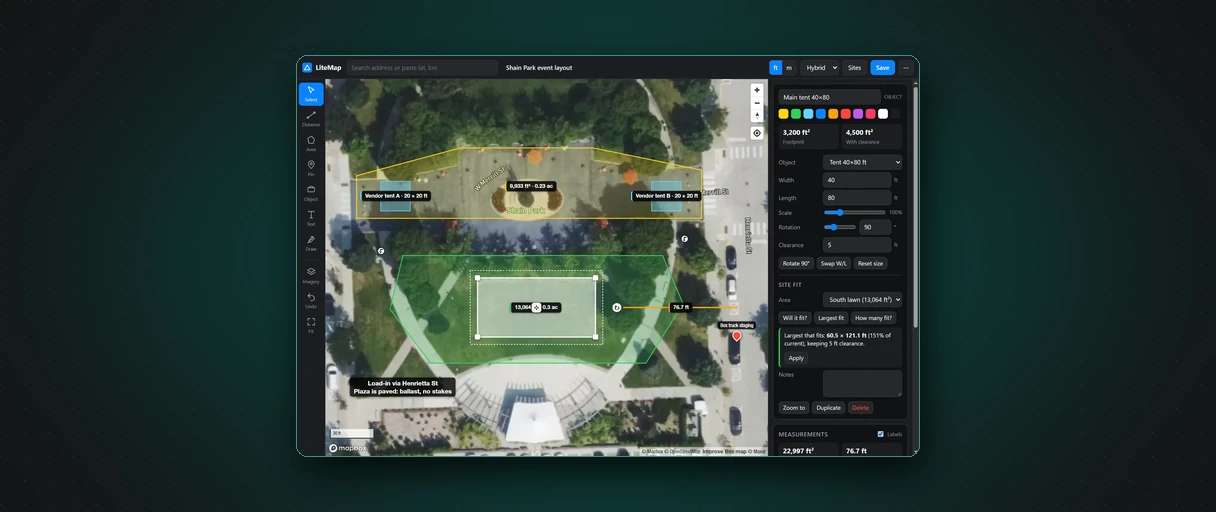 LiteMap
Search address or paste lat, lon
Shain Park event layout
ft
m
Hybrid
Sites
Save
Select
Distance
Area
Pin
Object
Text
Draw
Imagery
Undo
Fit
W Merrill St
9,933 ft² · 0.23 ac
Vendor tent A · 20 × 20 ft
Vendor tent B · 20 × 20 ft
Merrill St
Shain Park
Henrietta St
13,064
0.3 ac
76.7 ft
Box truck staging
Load-in via Henrietta St
Plaza is paved: ballast, no stakes
mapbox
© Mapbox © OpenStreetMap Improve this map © Maxar
Main tent 40×80
OBJECT
3,200 ft²
Footprint
4,500 ft²
With clearance
Object
Tent 40×80 ft
Width
40
ft
Length
80
ft
Scale
100%
Rotation
90
°
Clearance
5
ft
Rotate 90°
Swap W/L
Reset size
SITE FIT
Area
South lawn (13,064 ft²)
Will it fit?
Largest fit
How many fit?
Largest that fits: 60.5 × 121.1 ft (151% of
current), keeping 5 ft clearance.
Apply
Notes
Zoom to
Duplicate
Delete
MEASUREMENTS
Labels
22,997 ft²
76.7 ft